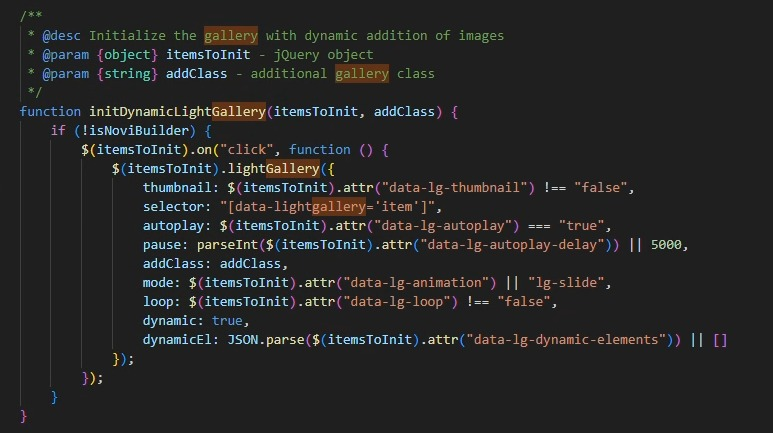 /**
 * @desc Initialize the gallery with dynamic addition of images
 * @param {object} itemsToInit - jQuery object
 * @param {string} addClass - additional gallery class
 */
function initDynamicLightGallery(itemsToInit, addClass) {
    if (!isNoviBuilder) {
        $(itemsToInit).on("click", function () {
            $(itemsToInit).lightGallery({
                thumbnail: $(itemsToInit).attr("data-lg-thumbnail") !== "false",
                selector: "[data-lightgallery='item']",
                autoplay: $(itemsToInit).attr("data-lg-autoplay") === "true",
                pause: parseInt($(itemsToInit).attr("data-lg-autoplay-delay")) || 5000,
                addClass: addClass,
                mode: $(itemsToInit).attr("data-lg-animation") || "lg-slide",
                loop: $(itemsToInit).attr("data-lg-loop") !== "false",
                dynamic: true,
                dynamicEl: JSON.parse($(itemsToInit).attr("data-lg-dynamic-elements")) || []
            });
        });
    }
}